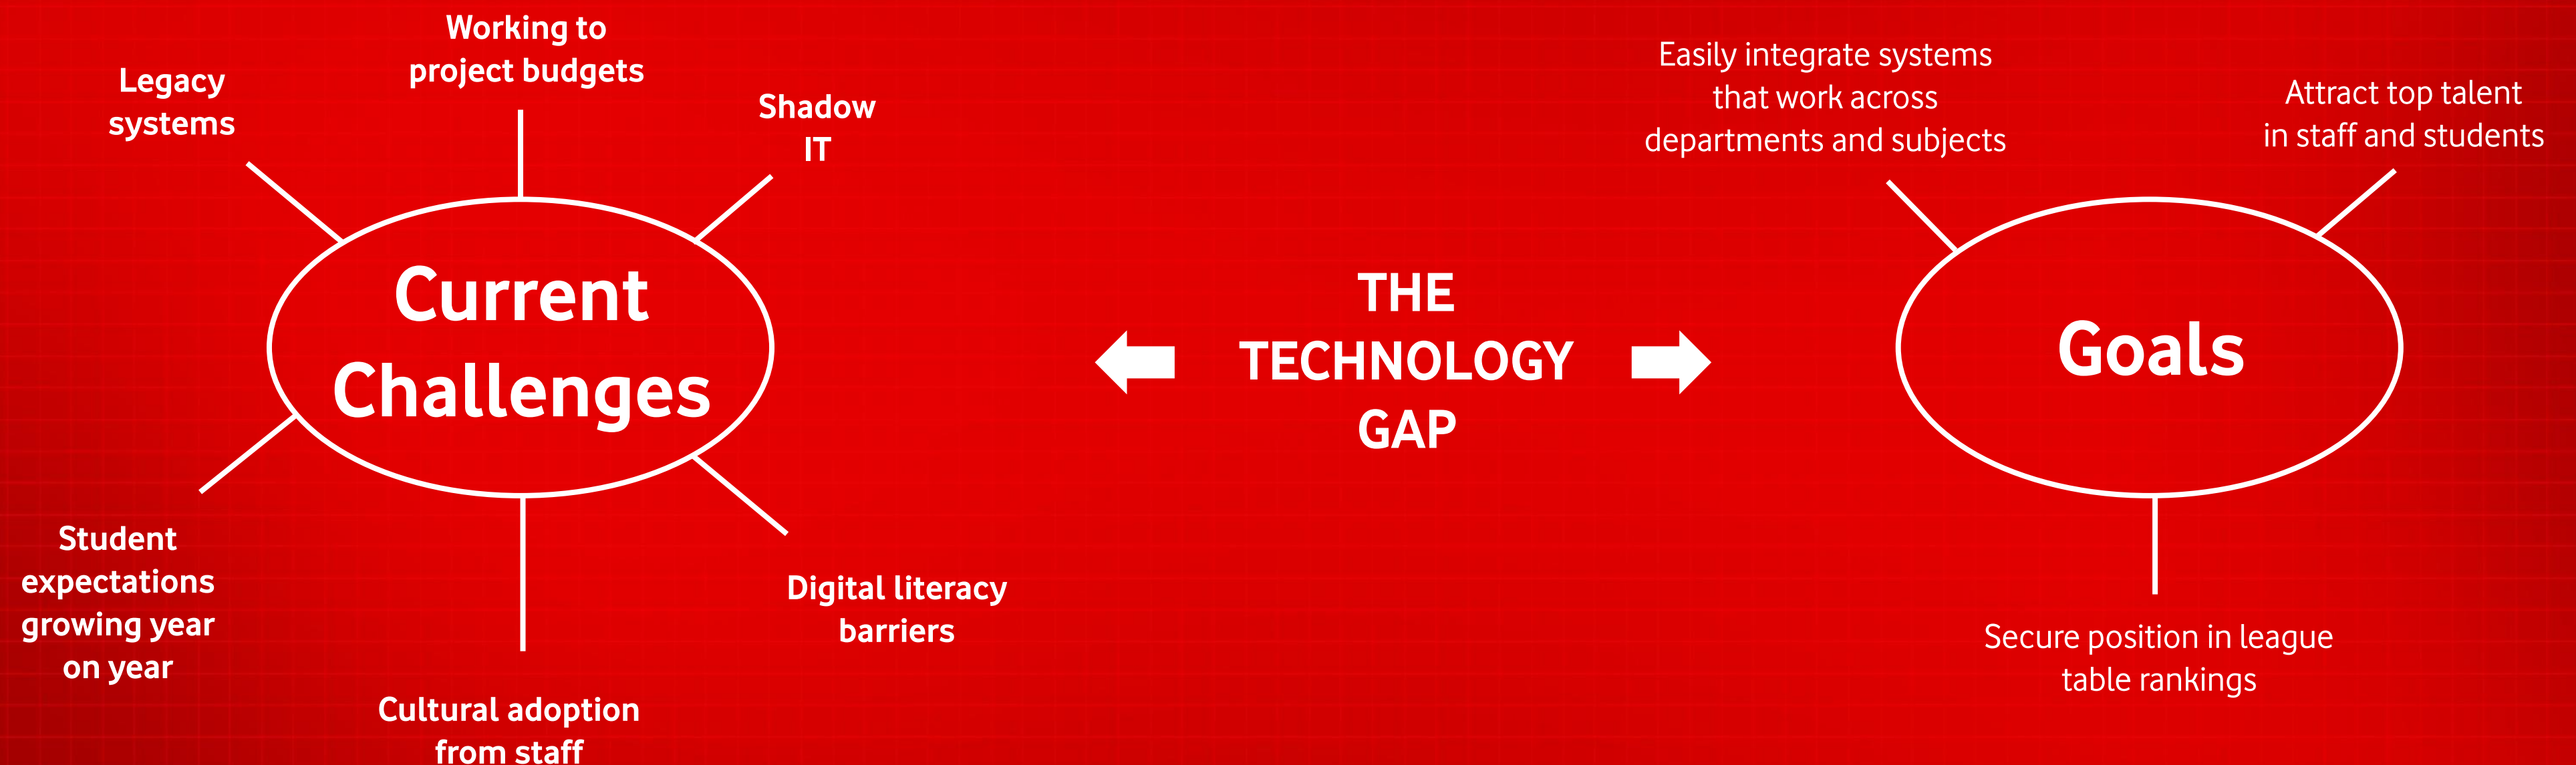 Working to
project budgets
Legacy
systems
Shadow
IT
Current
Challenges
Student
expectations
growing year
on year
Cultural adoption
from staff
Digital literacy
barriers
THE
TECHNOLOGY
GAP
Easily integrate systems
that work across
departments and subjects
Attract top talent
in staff and students
Goals
Secure position in league
table rankings